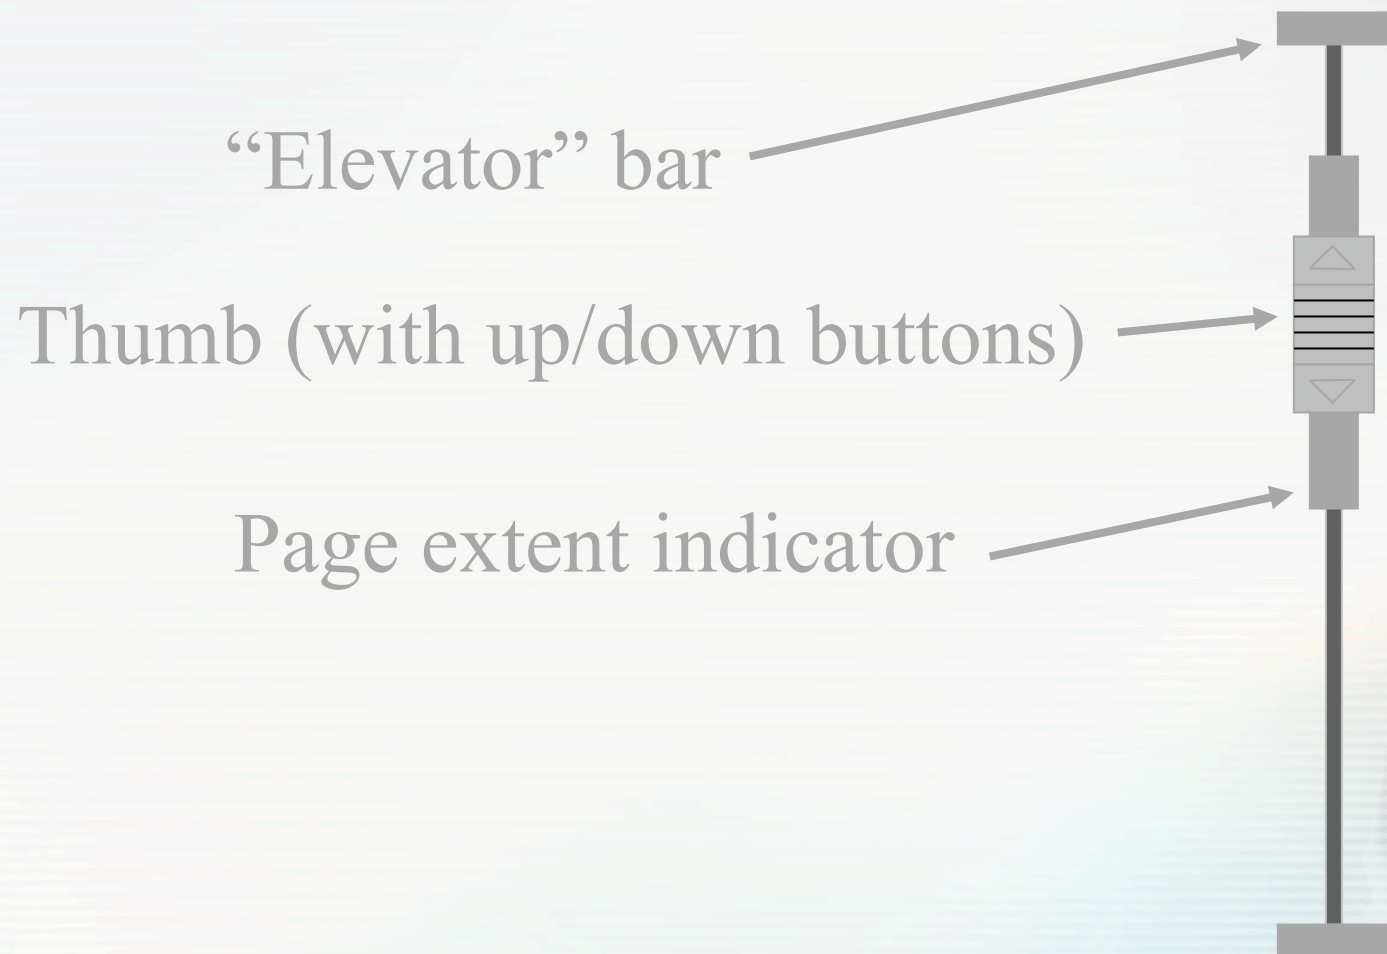 “Elevator” bar
Thumb (with up/down buttons)
Page extent indicator